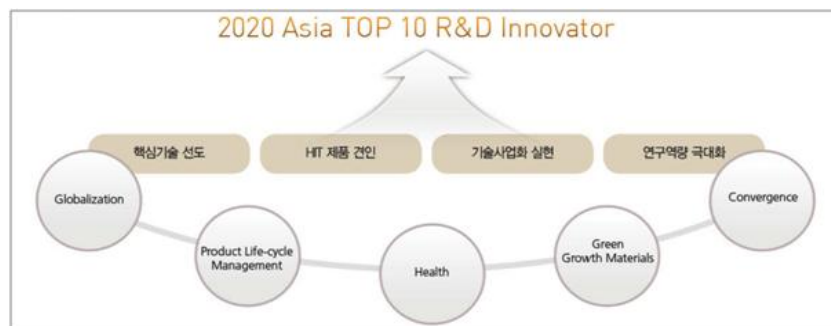 2020 Asia TOP 10 R&D Innovator
핵심기술 선도
HIT 제품 견인
기술사업화 실현
연구역량 극대화
Globalization
Product Life-cycle
Management
Health
Green
Growth Materials
Convergence